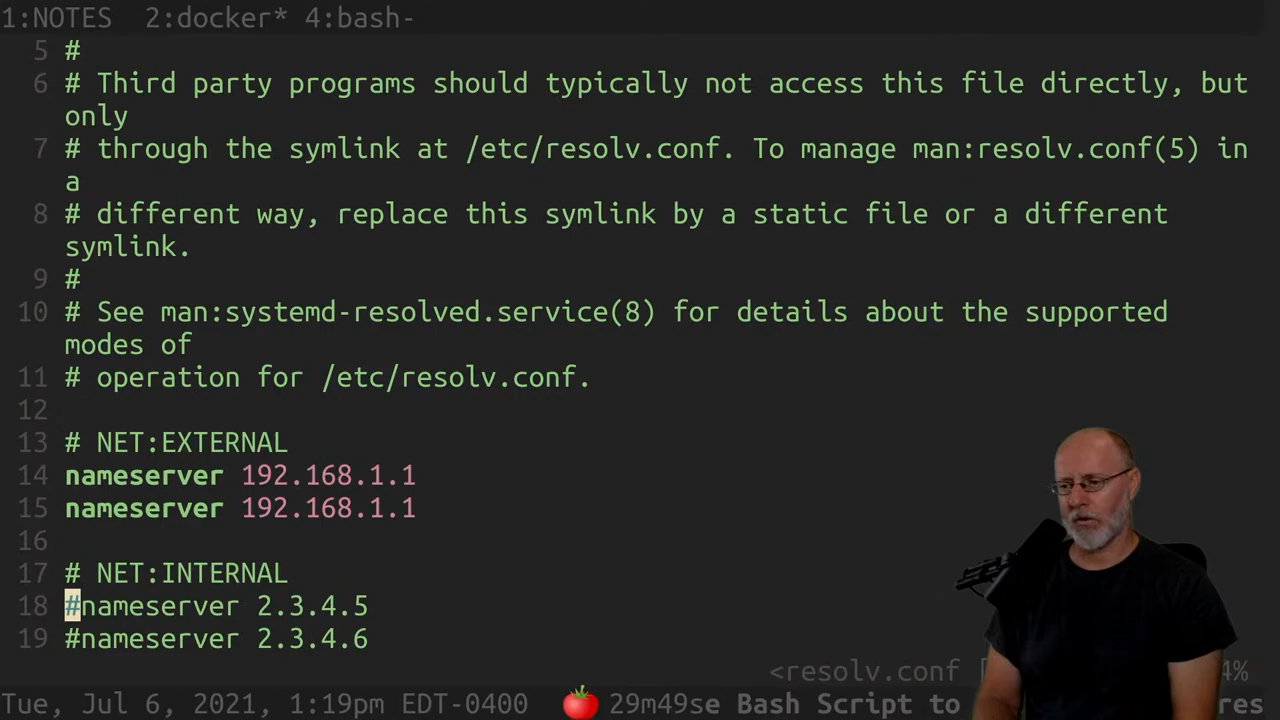 1:NOTES 2:docker* 4:bash-
5 #
6 # Third party programs should typically not access this file directly, but
only
7 # through the symlink at /etc/resolv.conf. To manage man:resolv.conf(5) in
a
8 # different way, replace this symlink by a static file or a different
symlink.
9 #
10 # See man:systemd-resolved.service(8) for details about the supported
modes of
11 # operation for /etc/resolv.conf.
12
13 # NET:EXTERNAL
14 nameserver 192.168.1.1
15 nameserver 192.168.1.1
16
17 # NET:INTERNAL
18 #nameserver 2.3.4.5
19 #nameserver 2.3.4.6
<resolv.conf [ 4%
Tue, Jul 6, 2021, 1:19pm EDT-0400 29m49se Bash Script to res